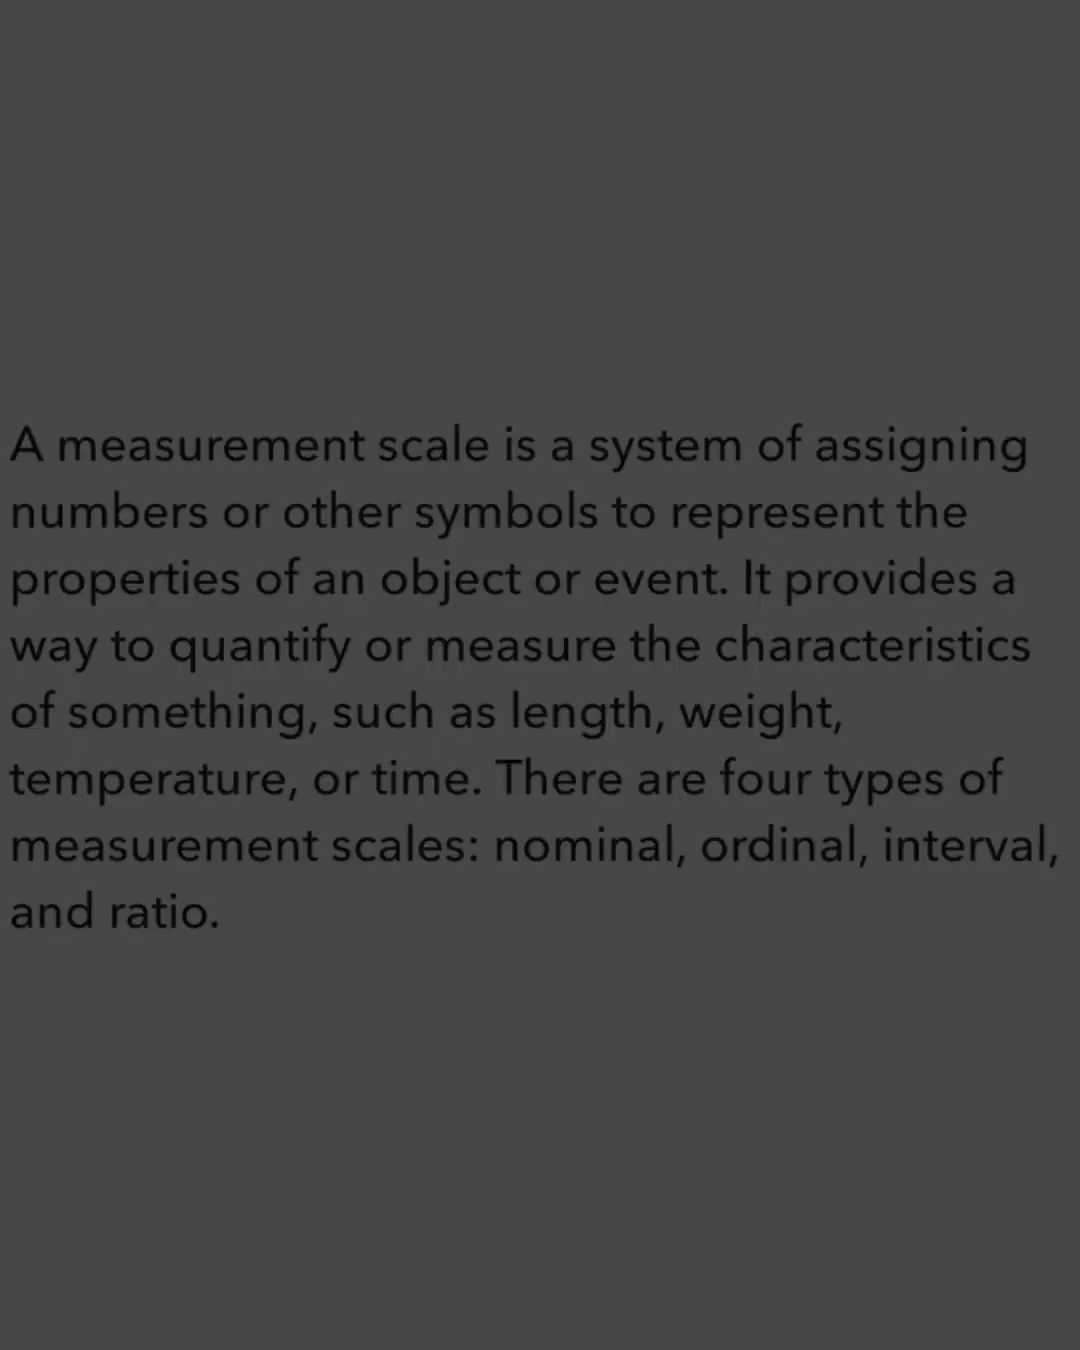 A measurement scale is a system of assigning
numbers or other symbols to represent the
properties of an object or event. It provides a
way to quantify or measure the characteristics
of something, such as length, weight,
temperature, or time. There are four types of
measurement scales: nominal, ordinal, interval,
and ratio.